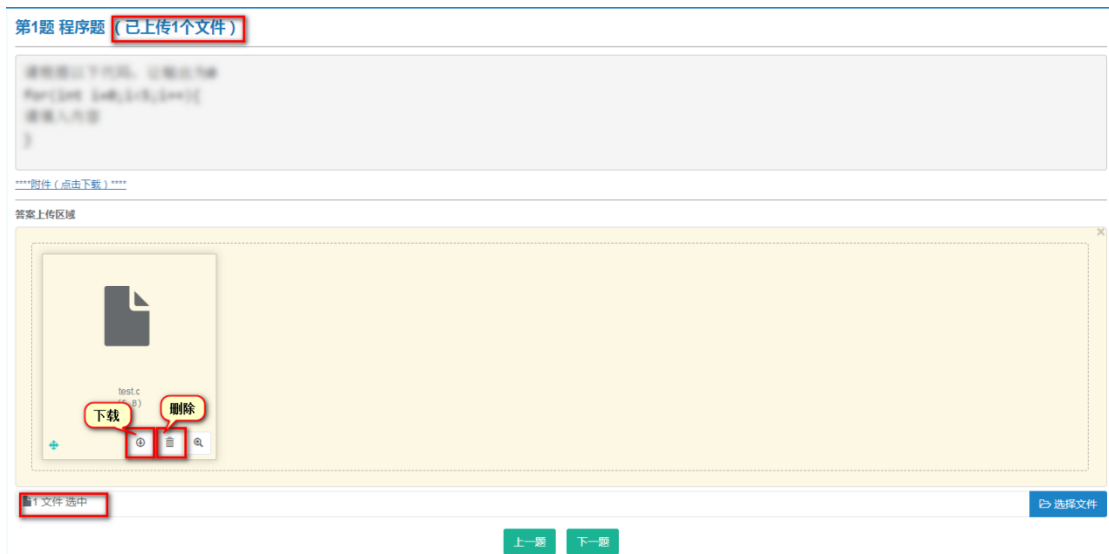 第1题 程序题 (已上传1个文件)
****附件 ( 点击下载 ) ****
答案上传区域
×
test.c
B)
下载
删除
1 文件 选中
选择文件
上一题 下一题